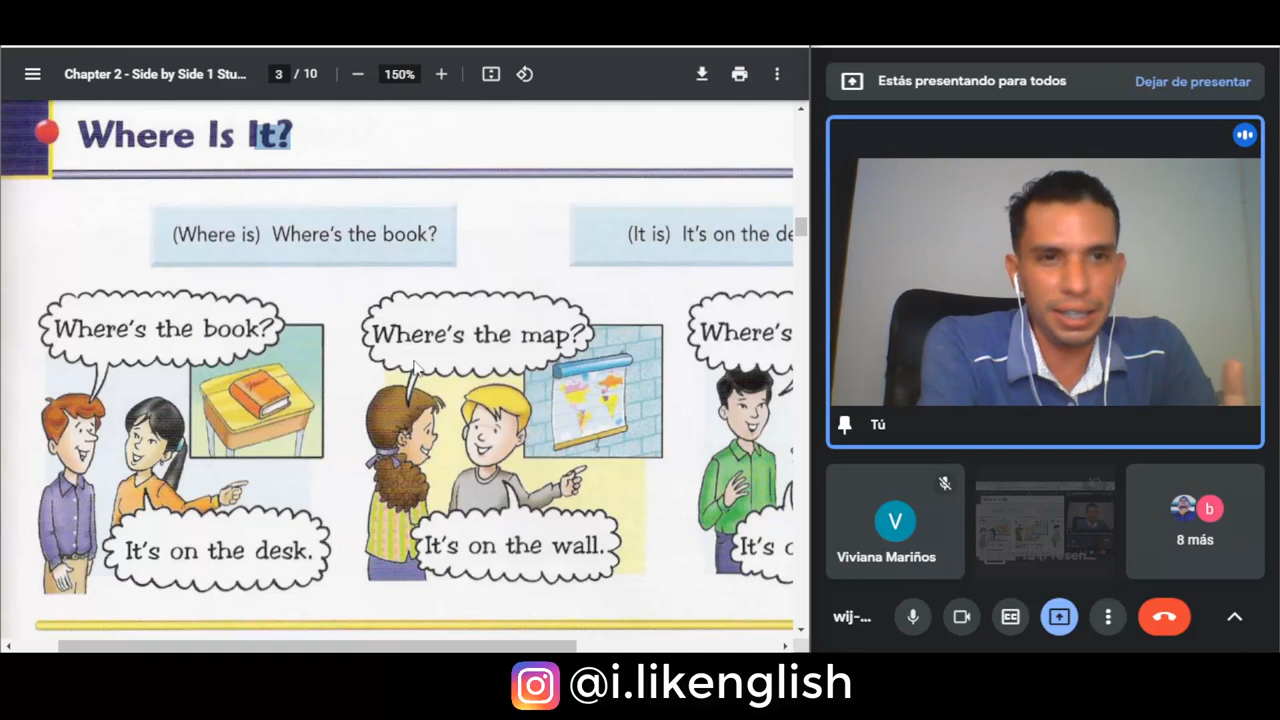 Chapter 2 - Side by Side 1 Stu...
3 / 10
150%
Where Is It?
(Where is) Where's the book?
(It is) It's on the de
Where's the book?
Where's the map?
Where's
It's on the desk.
It's on the wall.
It's
Estás presentando para todos
Dejar de presentar
Tú
V
Viviana Mariños
b
8 más
wij-...
CC
@i.likenglish